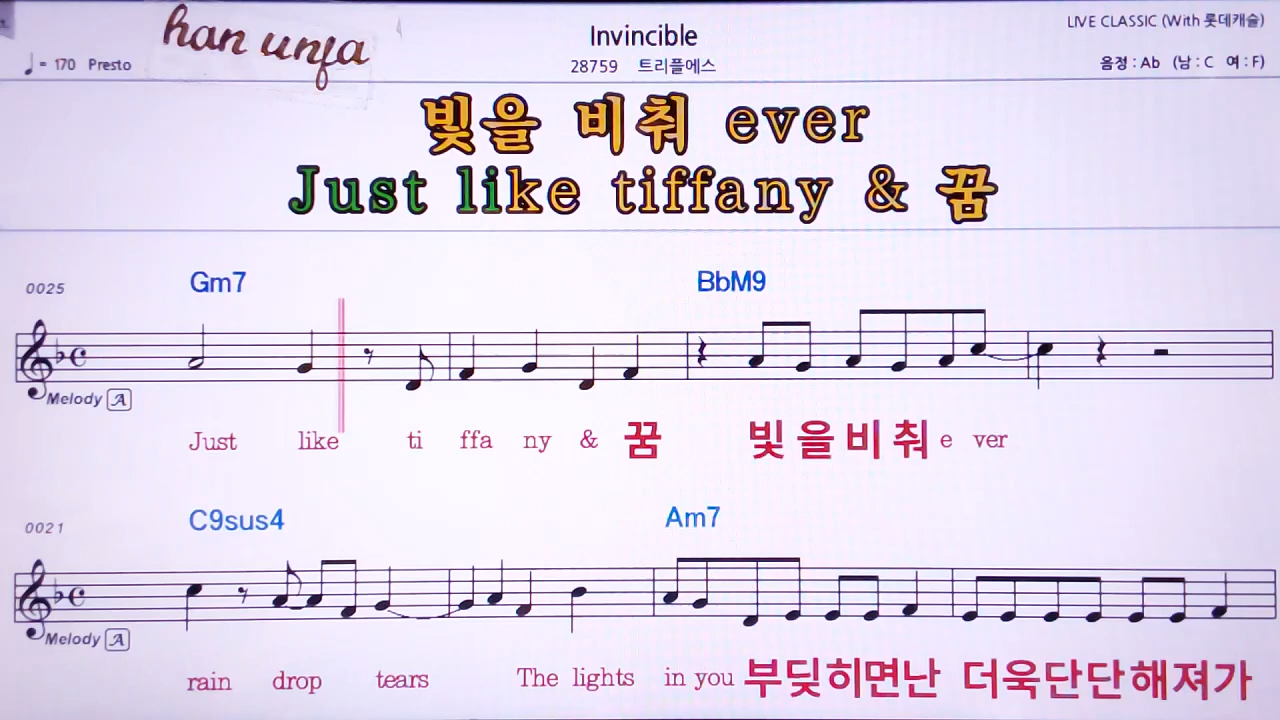 han unja
Invincible
LIVE CLASSIC (With 롯데캐슬)
♩ = 170 Presto
28759 트리플에스
음정 : Ab (남 : C 여 : F)
빛을 비춰 ever
Just like tiffany & 꿈
0025
Gm7 BbM9
Melody A
Just like ti ffa ny & 꿈 빛 을 비 춰 e ver
0021
C9sus4 Am7
Melody A
rain drop tears The lights in you 부딪히면난 더욱단단해져가